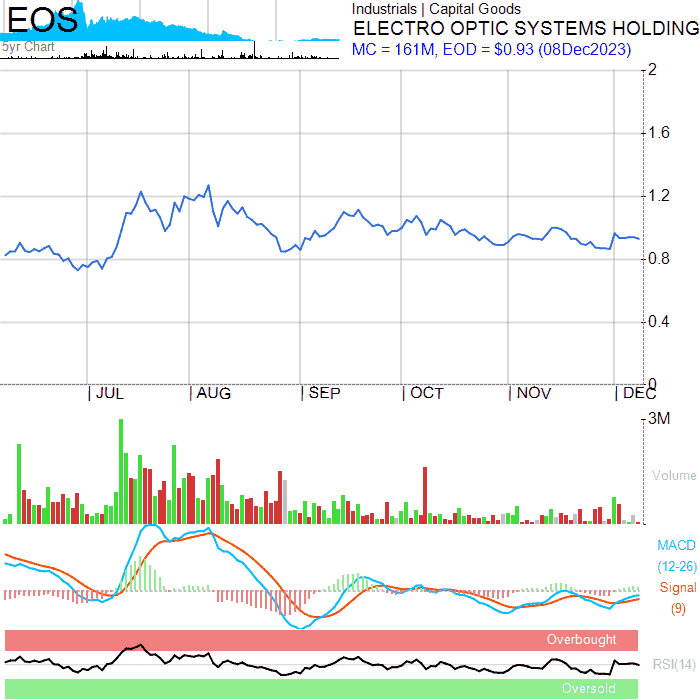 EOS
5yr Chart
Industrials | Capital Goods
ELECTRO OPTIC SYSTEMS HOLDING
MC = 161M, EOD = $0.93 (08Dec2023)
2
1.6
1.2
0.8
0.4
0
JUL AUG SEP OCT NOV DEC
3M
Volume
MACD
(12-26)
Signal
(9)
Overbought
RSI(14)
Oversold